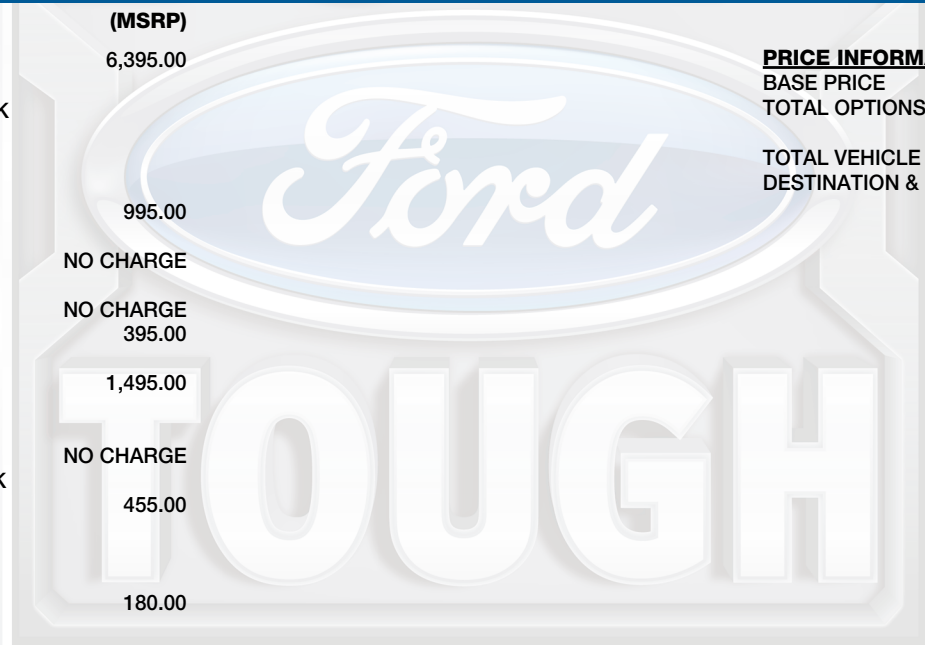 (MSRP)
6,395.00
K
995.00
NO CHARGE
NO CHARGE
395.00
1,495.00
NO CHARGE
K
455.00
180.00
PRICE INFORM
BASE PRICE
TOTAL OPTIONS
TOTAL VEHICLE
DESTINATION &
Ford
TOUGH